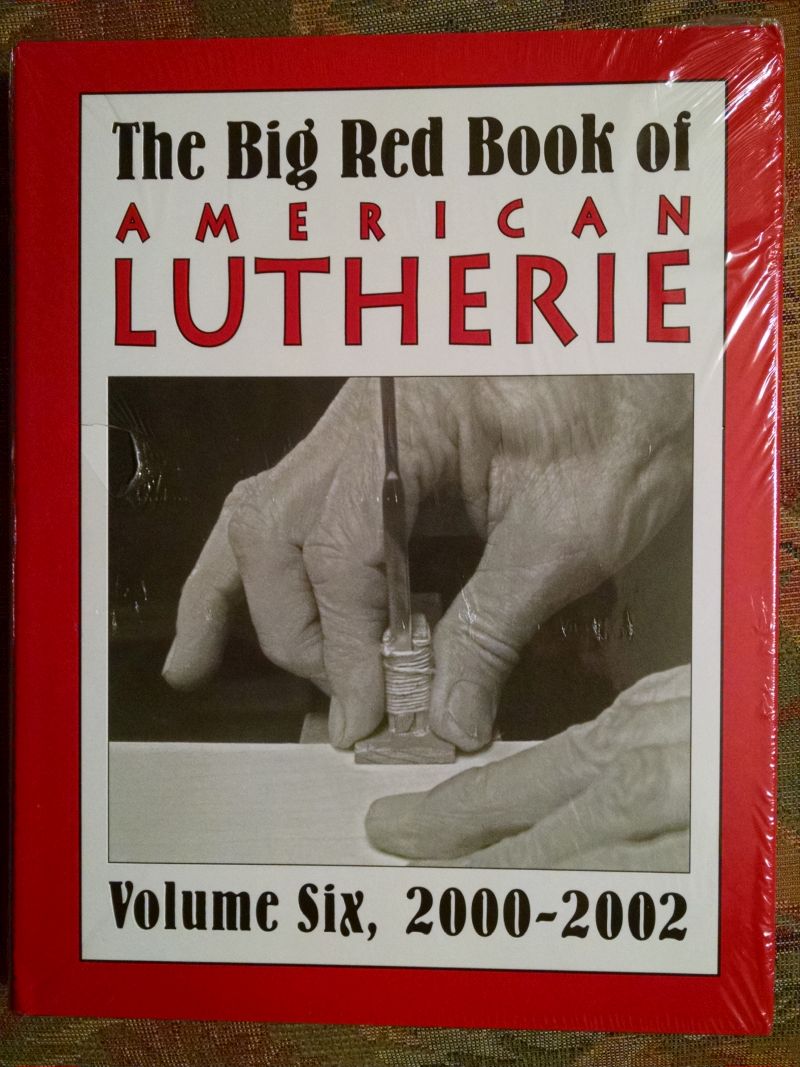 The Big Red Book of
AMERICAN
LUTHERIE
Volume Six, 2000-2002